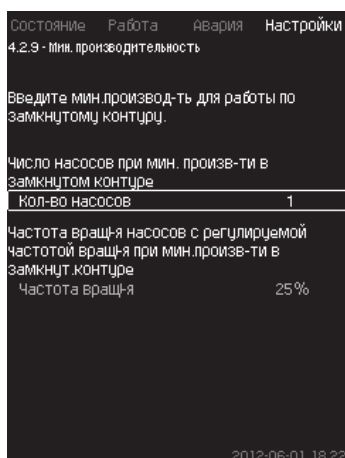 Состояние Работа Авария Настройки
4.2.9 - Мин. производительность
Введите мин.производ-ть для работы по
замкнутому контуру.
Число насосов при мин. произв-ти в
замкнутом контуре
Кол-во насосов 1
Частота вращ-я насосов с регулируемой
частотой вращ-я при мин.произв-ти в
замкнут.контуре
Частота вращ-я 25%
2012-06-01 18:22